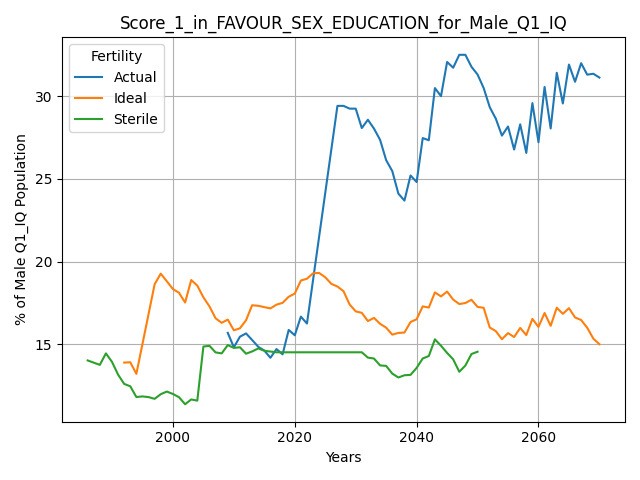 Score_1_in_FAVOUR_SEX_EDUCATION_for_Male_Q1_IQ
Fertility
Actual
Ideal
Sterile
% of Male Q1_IQ Population
30
25
20
15
2000
2020
2040
2060
Years